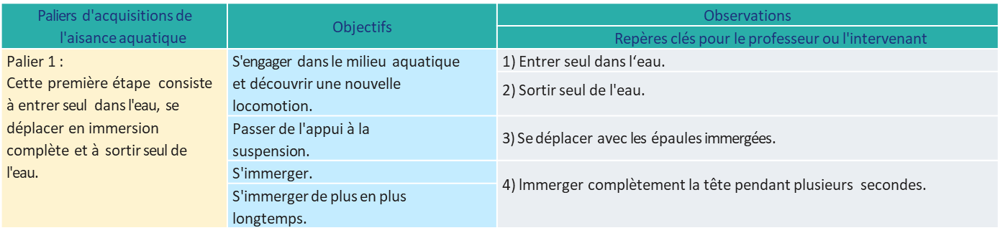 Paliers d'acquisitions de
l'aisance aquatique
Objectifs
Observations
Repères clés pour le professeur ou l'intervenant
Palier 1 :
Cette première étape consiste
à entrer seul dans l'eau, se
déplacer en immersion
complète et à sortir seul de
l'eau.
S'engager dans le milieu aquatique
et découvrir une nouvelle
locomotion.
1) Entrer seul dans l‘eau.
2) Sortir seul de l'eau.
Passer de l'appui à la
suspension.
3) Se déplacer avec les épaules immergées.
S'immerger.
S'immerger de plus en plus
longtemps.
4) Immerger complètement la tête pendant plusieurs secondes.